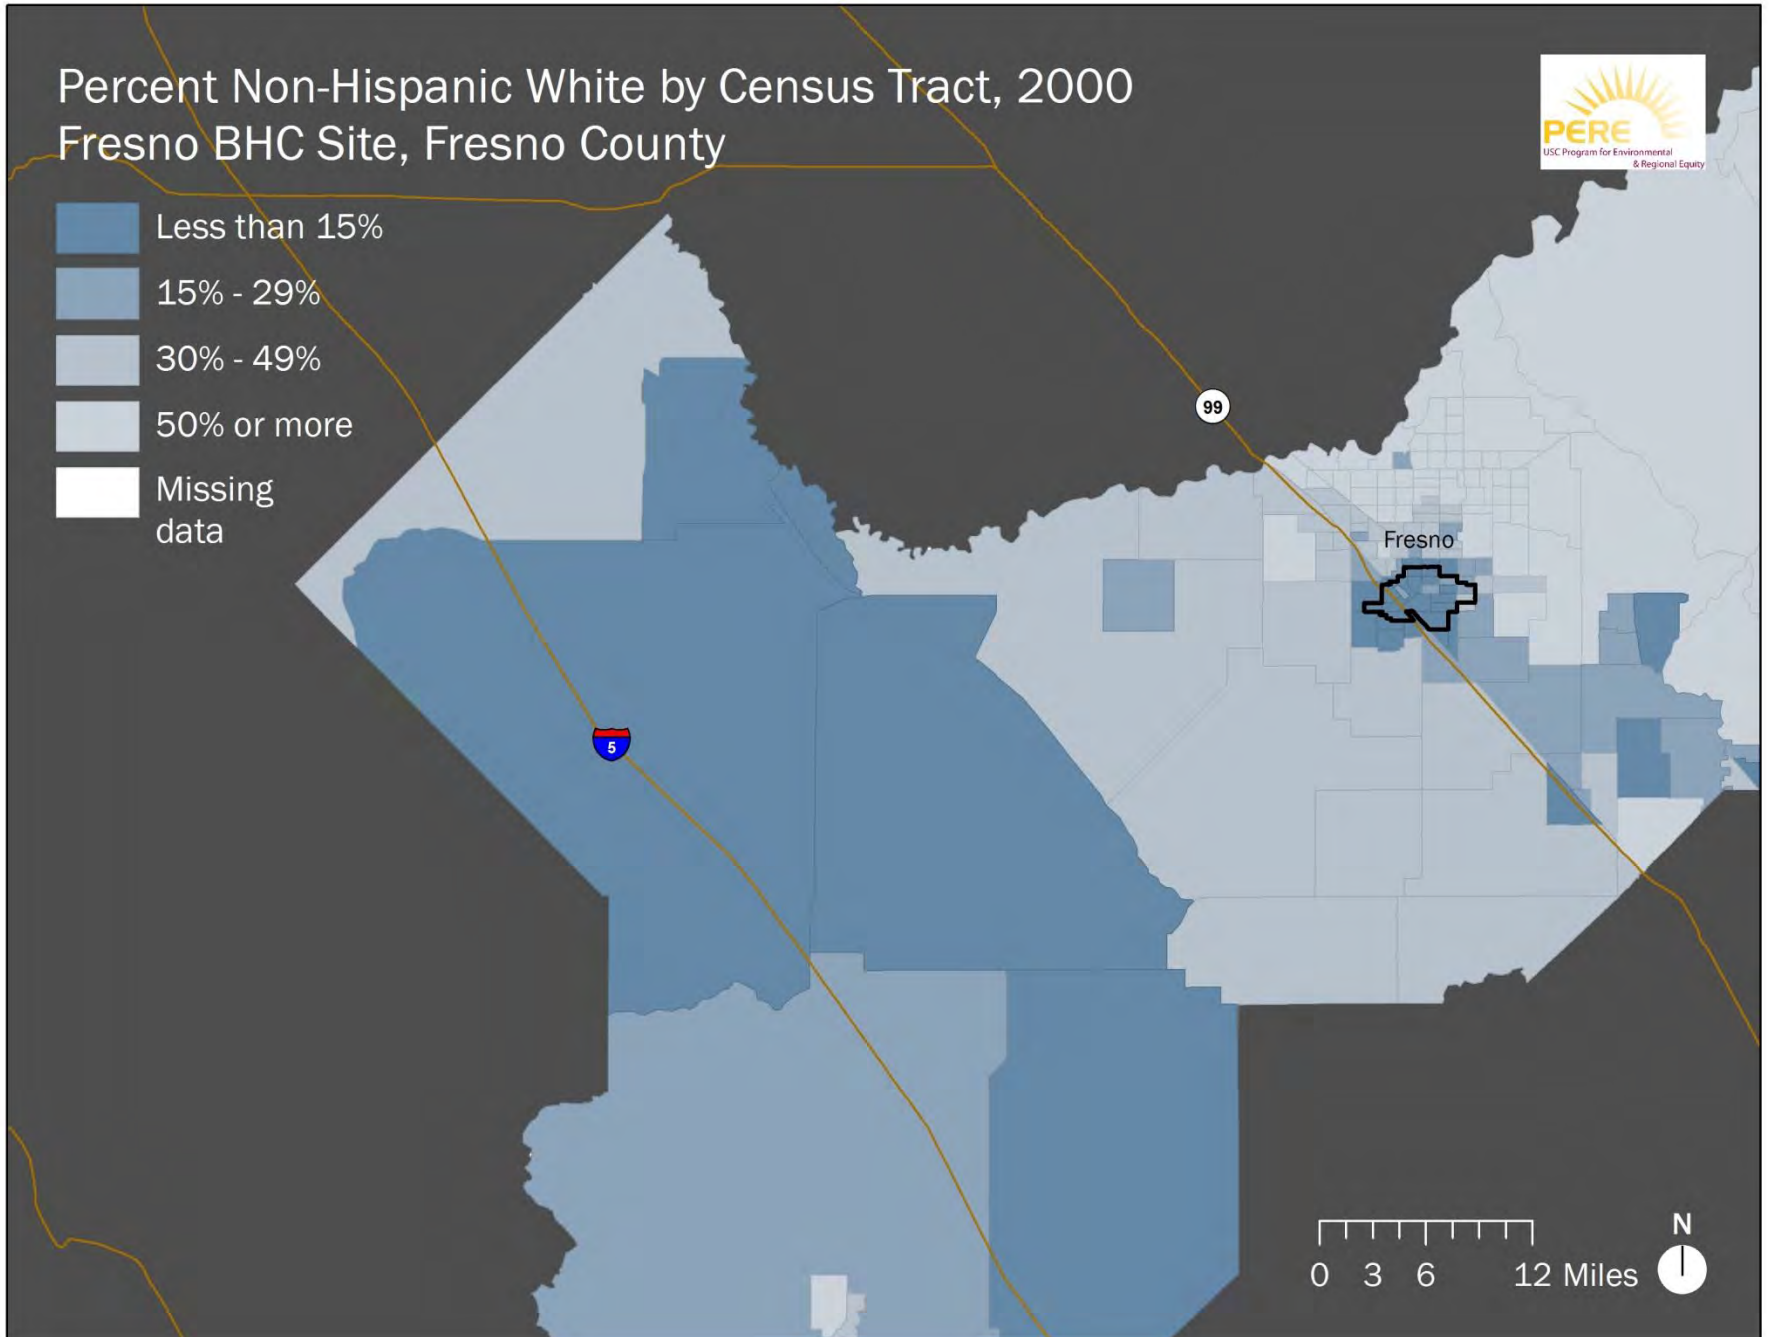 Percent Non-Hispanic White by Census Tract, 2000
Fresno BHC Site, Fresno County
PERE
USC Program for Environmental
& Regional Equity
Less than 15%
15% - 29%
30% - 49%
50% or more
Missing
data
99
Fresno
5
N
0 3 6 12 Miles